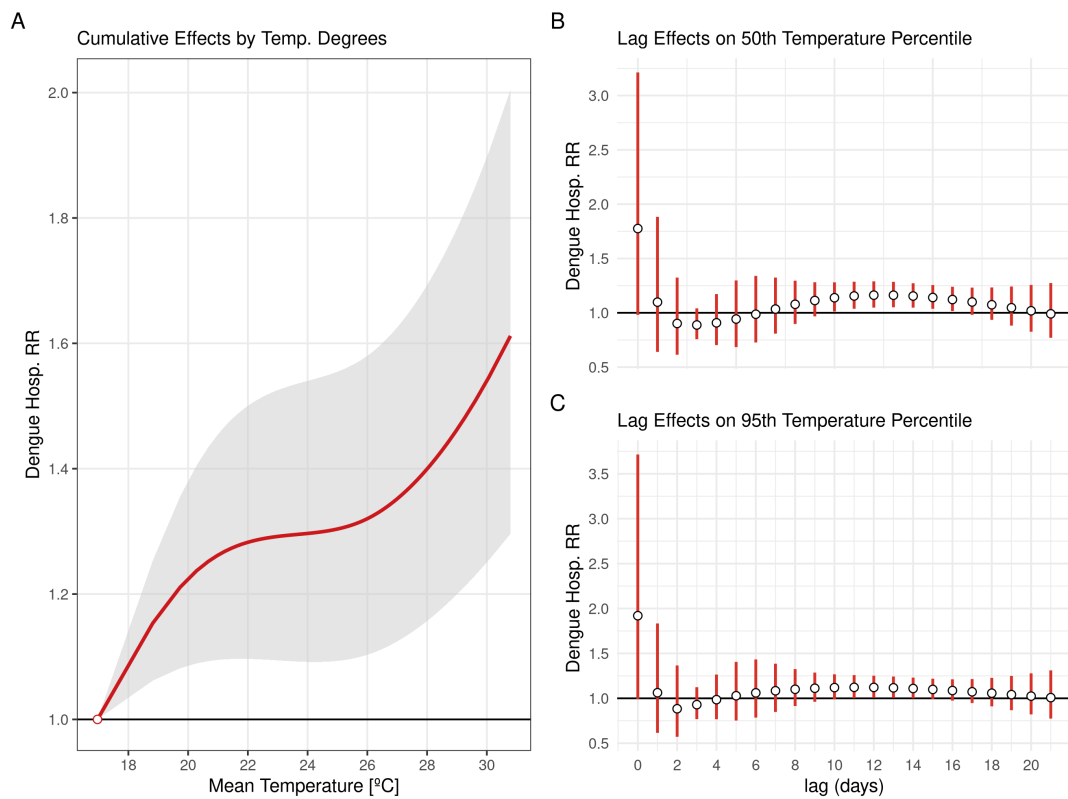 A
Cumulative Effects by Temp. Degrees
Dengue Hosp. RR
2.0
1.8
1.6
1.4
1.2
1.0
18 20 22 24 26 28 30
Mean Temperature [ºC]
B
Lag Effects on 50th Temperature Percentile
Dengue Hosp. RR
3.0
2.5
2.0
1.5
1.0
0.5
C
Lag Effects on 95th Temperature Percentile
Dengue Hosp. RR
3.5
3.0
2.5
2.0
1.5
1.0
0.5
0 2 4 6 8 10 12 14 16 18 20
lag (days)